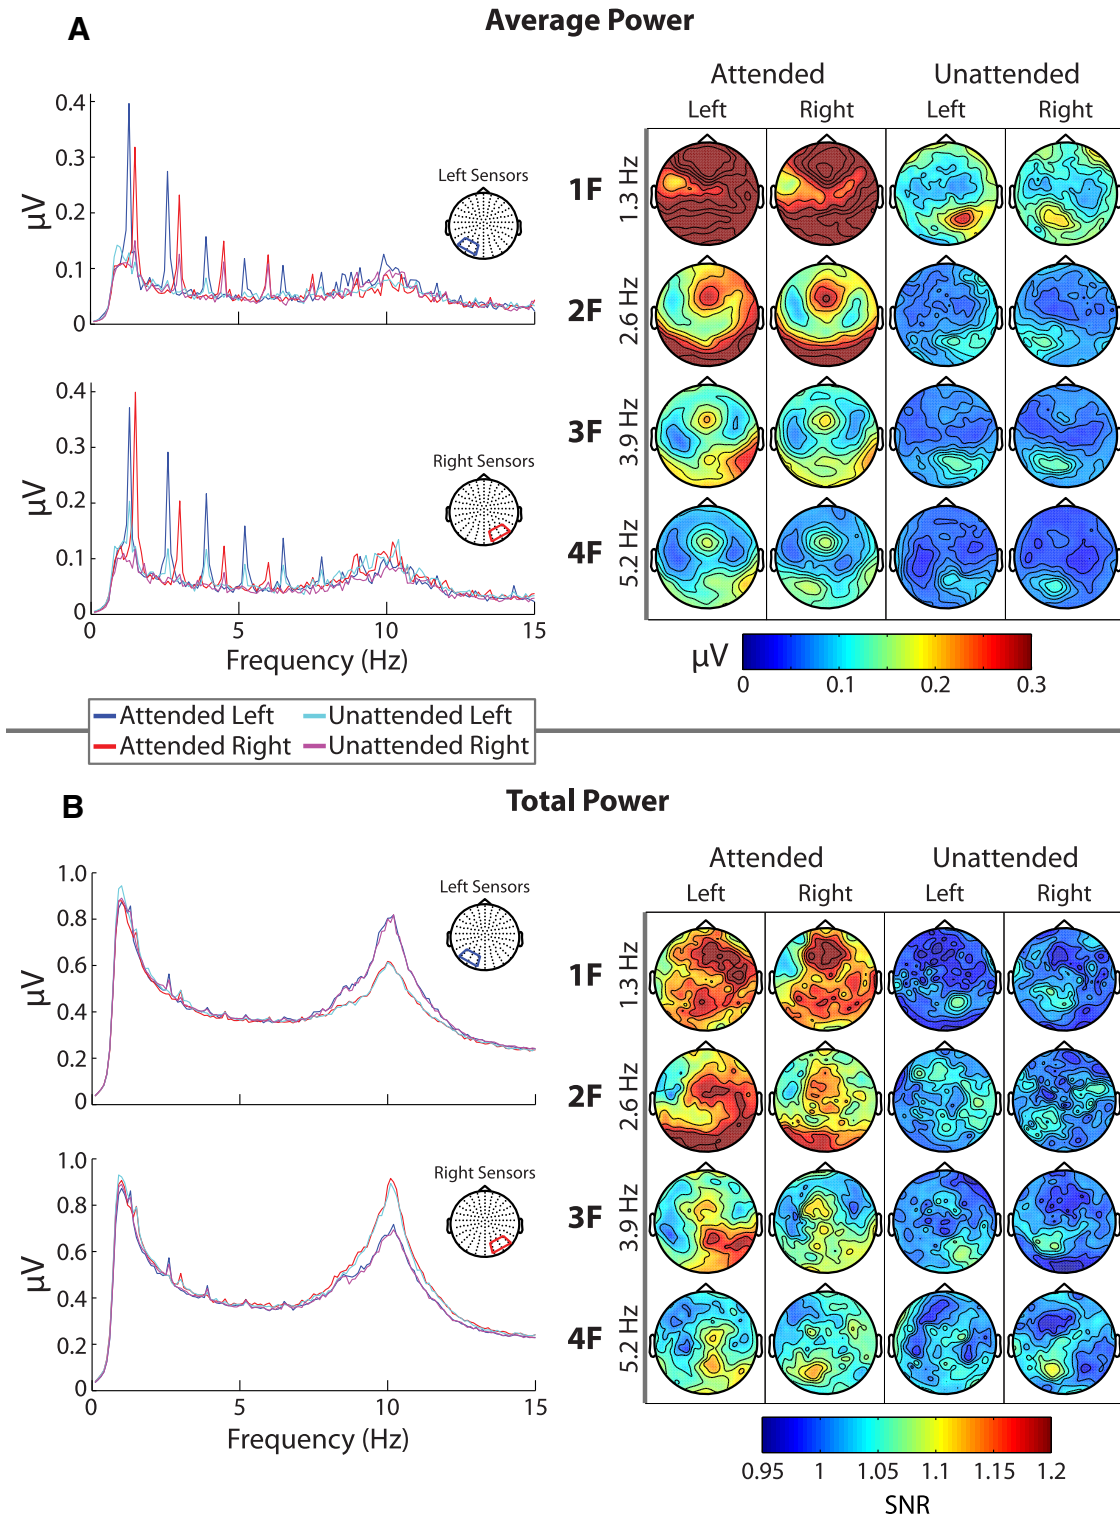 A
Average Power
0.4
0.3
0.2
0.1
0
μV
Left Sensors
0.4
0.3
0.2
0.1
0
μV
Right Sensors
0
5
10
15
Frequency (Hz)
Attended
Unattended
Left
Right
Left
Right
1F
1.3 Hz
2F
2.6 Hz
3F
3.9 Hz
4F
5.2 Hz
μV
0
0.1
0.2
0.3
Attended Left
Unattended Left
Attended Right
Unattended Right
B
Total Power
1.0
0.8
0.6
0.4
0.2
0
μV
Left Sensors
1.0
0.8
0.6
0.4
0.2
0
μV
Right Sensors
0
5
10
15
Frequency (Hz)
Attended
Unattended
Left
Right
Left
Right
1F
1.3 Hz
2F
2.6 Hz
3F
3.9 Hz
4F
5.2 Hz
0.95
1
1.05
1.1
1.15
1.2
SNR